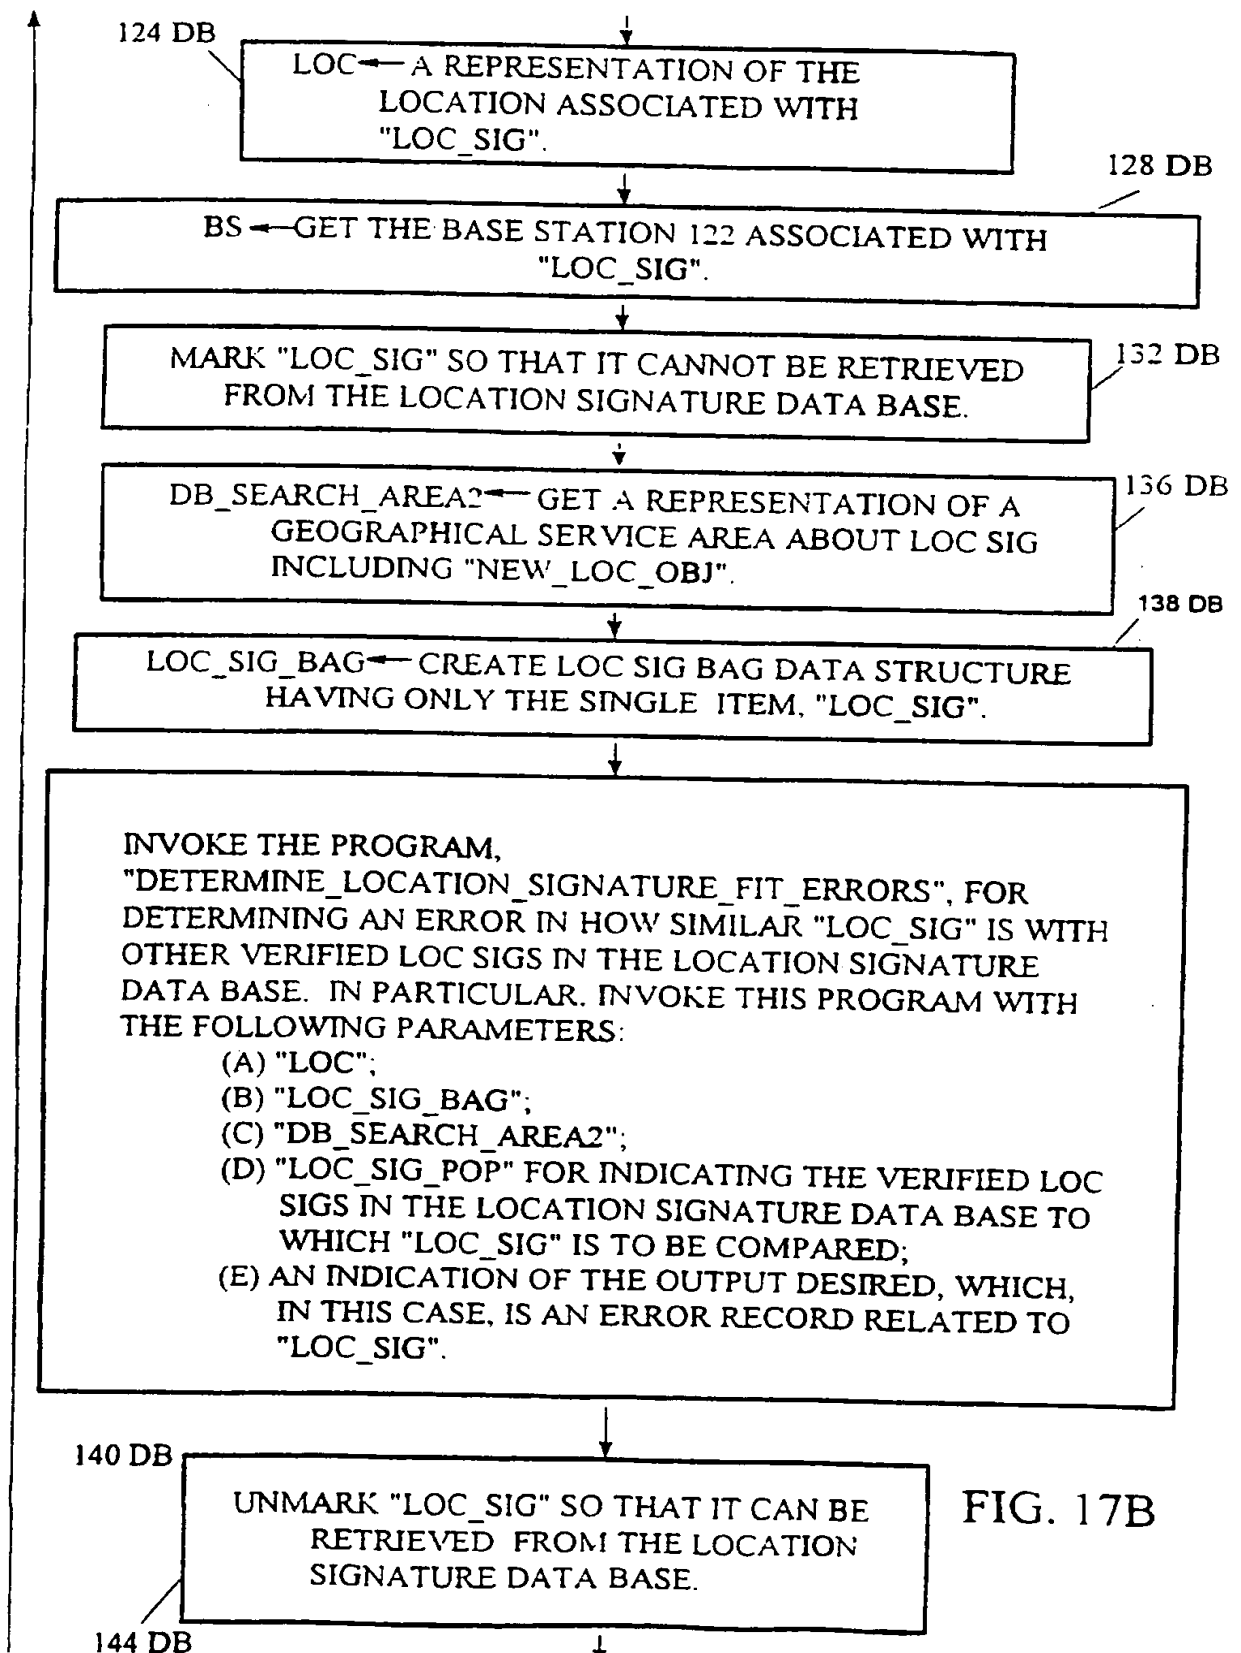 124 DB
LOC← A REPRESENTATION OF THE
LOCATION ASSOCIATED WITH
"LOC_SIG".
128 DB
BS ←GET THE BASE STATION 122 ASSOCIATED WITH
"LOC_SIG".
132 DB
MARK "LOC_SIG" SO THAT IT CANNOT BE RETRIEVED
FROM THE LOCATION SIGNATURE DATA BASE.
136 DB
DB_SEARCH_AREA2← GET A REPRESENTATION OF A
GEOGRAPHICAL SERVICE AREA ABOUT LOC SIG
INCLUDING "NEW_LOC_OBJ".
138 DB
LOC_SIG_BAG← CREATE LOC SIG BAG DATA STRUCTURE
HAVING ONLY THE SINGLE ITEM, "LOC_SIG".
INVOKE THE PROGRAM,
"DETERMINE_LOCATION_SIGNATURE_FIT_ERRORS", FOR
DETERMINING AN ERROR IN HOW SIMILAR "LOC_SIG" IS WITH
OTHER VERIFIED LOC SIGS IN THE LOCATION SIGNATURE
DATA BASE. IN PARTICULAR, INVOKE THIS PROGRAM WITH
THE FOLLOWING PARAMETERS:
(A) "LOC";
(B) "LOC_SIG_BAG";
(C) "DB_SEARCH_AREA2";
(D) "LOC_SIG_POP" FOR INDICATING THE VERIFIED LOC
SIGS IN THE LOCATION SIGNATURE DATA BASE TO
WHICH "LOC_SIG" IS TO BE COMPARED;
(E) AN INDICATION OF THE OUTPUT DESIRED, WHICH,
IN THIS CASE, IS AN ERROR RECORD RELATED TO
"LOC_SIG".
140 DB
UNMARK "LOC_SIG" SO THAT IT CAN BE
RETRIEVED FROM THE LOCATION
SIGNATURE DATA BASE.
144 DB
FIG. 17B